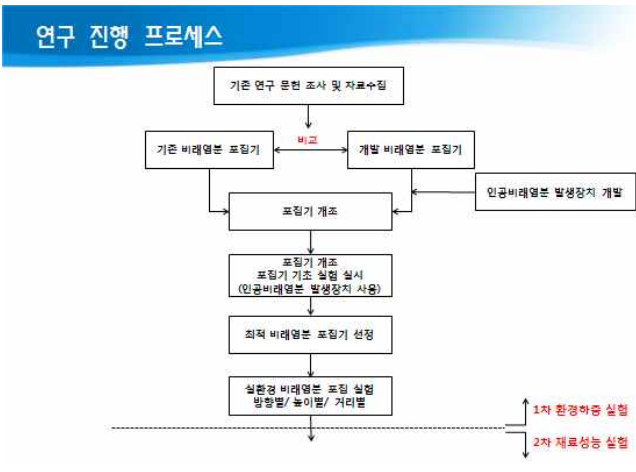 연구 진행 프로세스
기존 연구 문헌 조사 및 자료수집
기존 비래염분 포집기
비교
개발 비래염분 포집기
인공비래염분 발생장치 개발
포집기 개조
포집기 개조
포집기 기초 실험 실시
(인공비래염분 발생장치 사용)
최적 비래염분 포집기 선정
실환경 비래염분 포집 실험
방향별/ 높이별/ 거리별
1차 환경하중 실험
2차 재료성능 실험